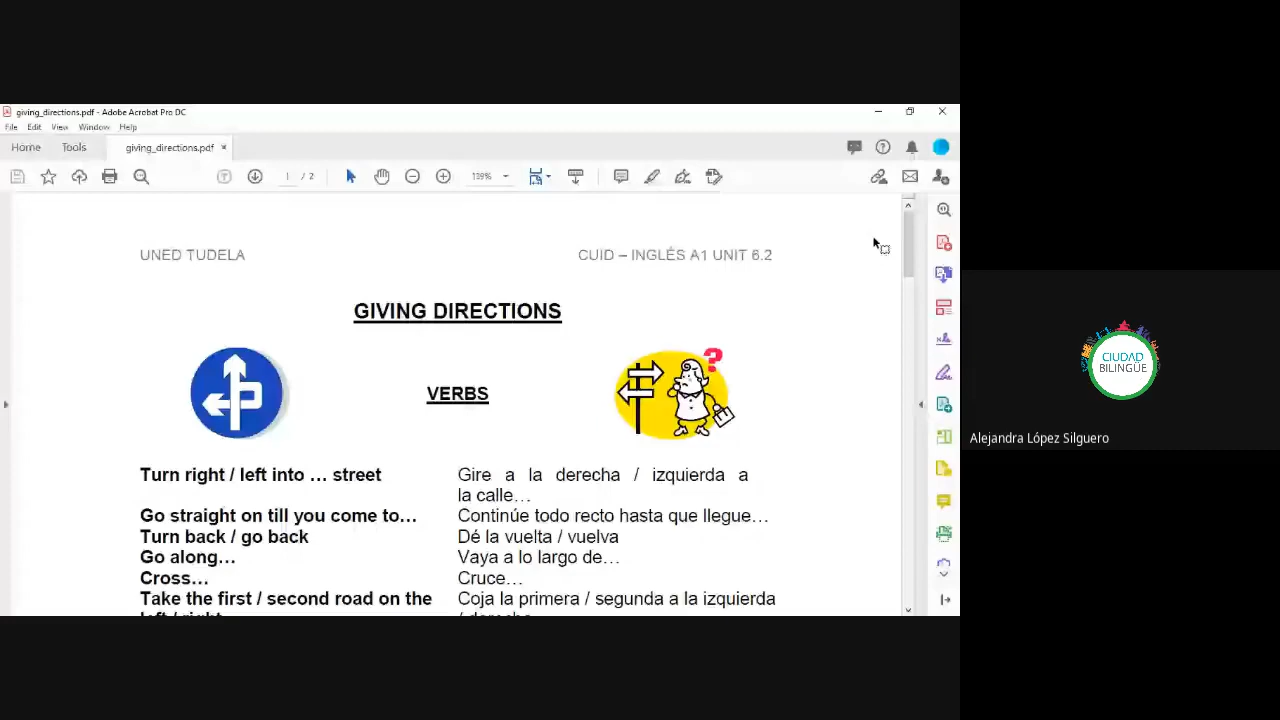 giving_directions.pdf - Adobe Acrobat Pro DC
File Edit View Window Help
Home Tools giving_directions.pdf ×
1 / 2 139%
UNED TUDELA CUID – INGLÉS A1 UNIT 6.2
GIVING DIRECTIONS
?
VERBS
Turn right / left into … street Gire a la derecha / izquierda a
la calle…
Go straight on till you come to… Continúe todo recto hasta que llegue…
Turn back / go back Dé la vuelta / vuelva
Go along… Vaya a lo largo de…
Cross… Cruce…
Take the first / second road on the Coja la primera / segunda a la izquierda
left / right / derecha
CIUDAD
BILINGÜE
Alejandra López Silguero